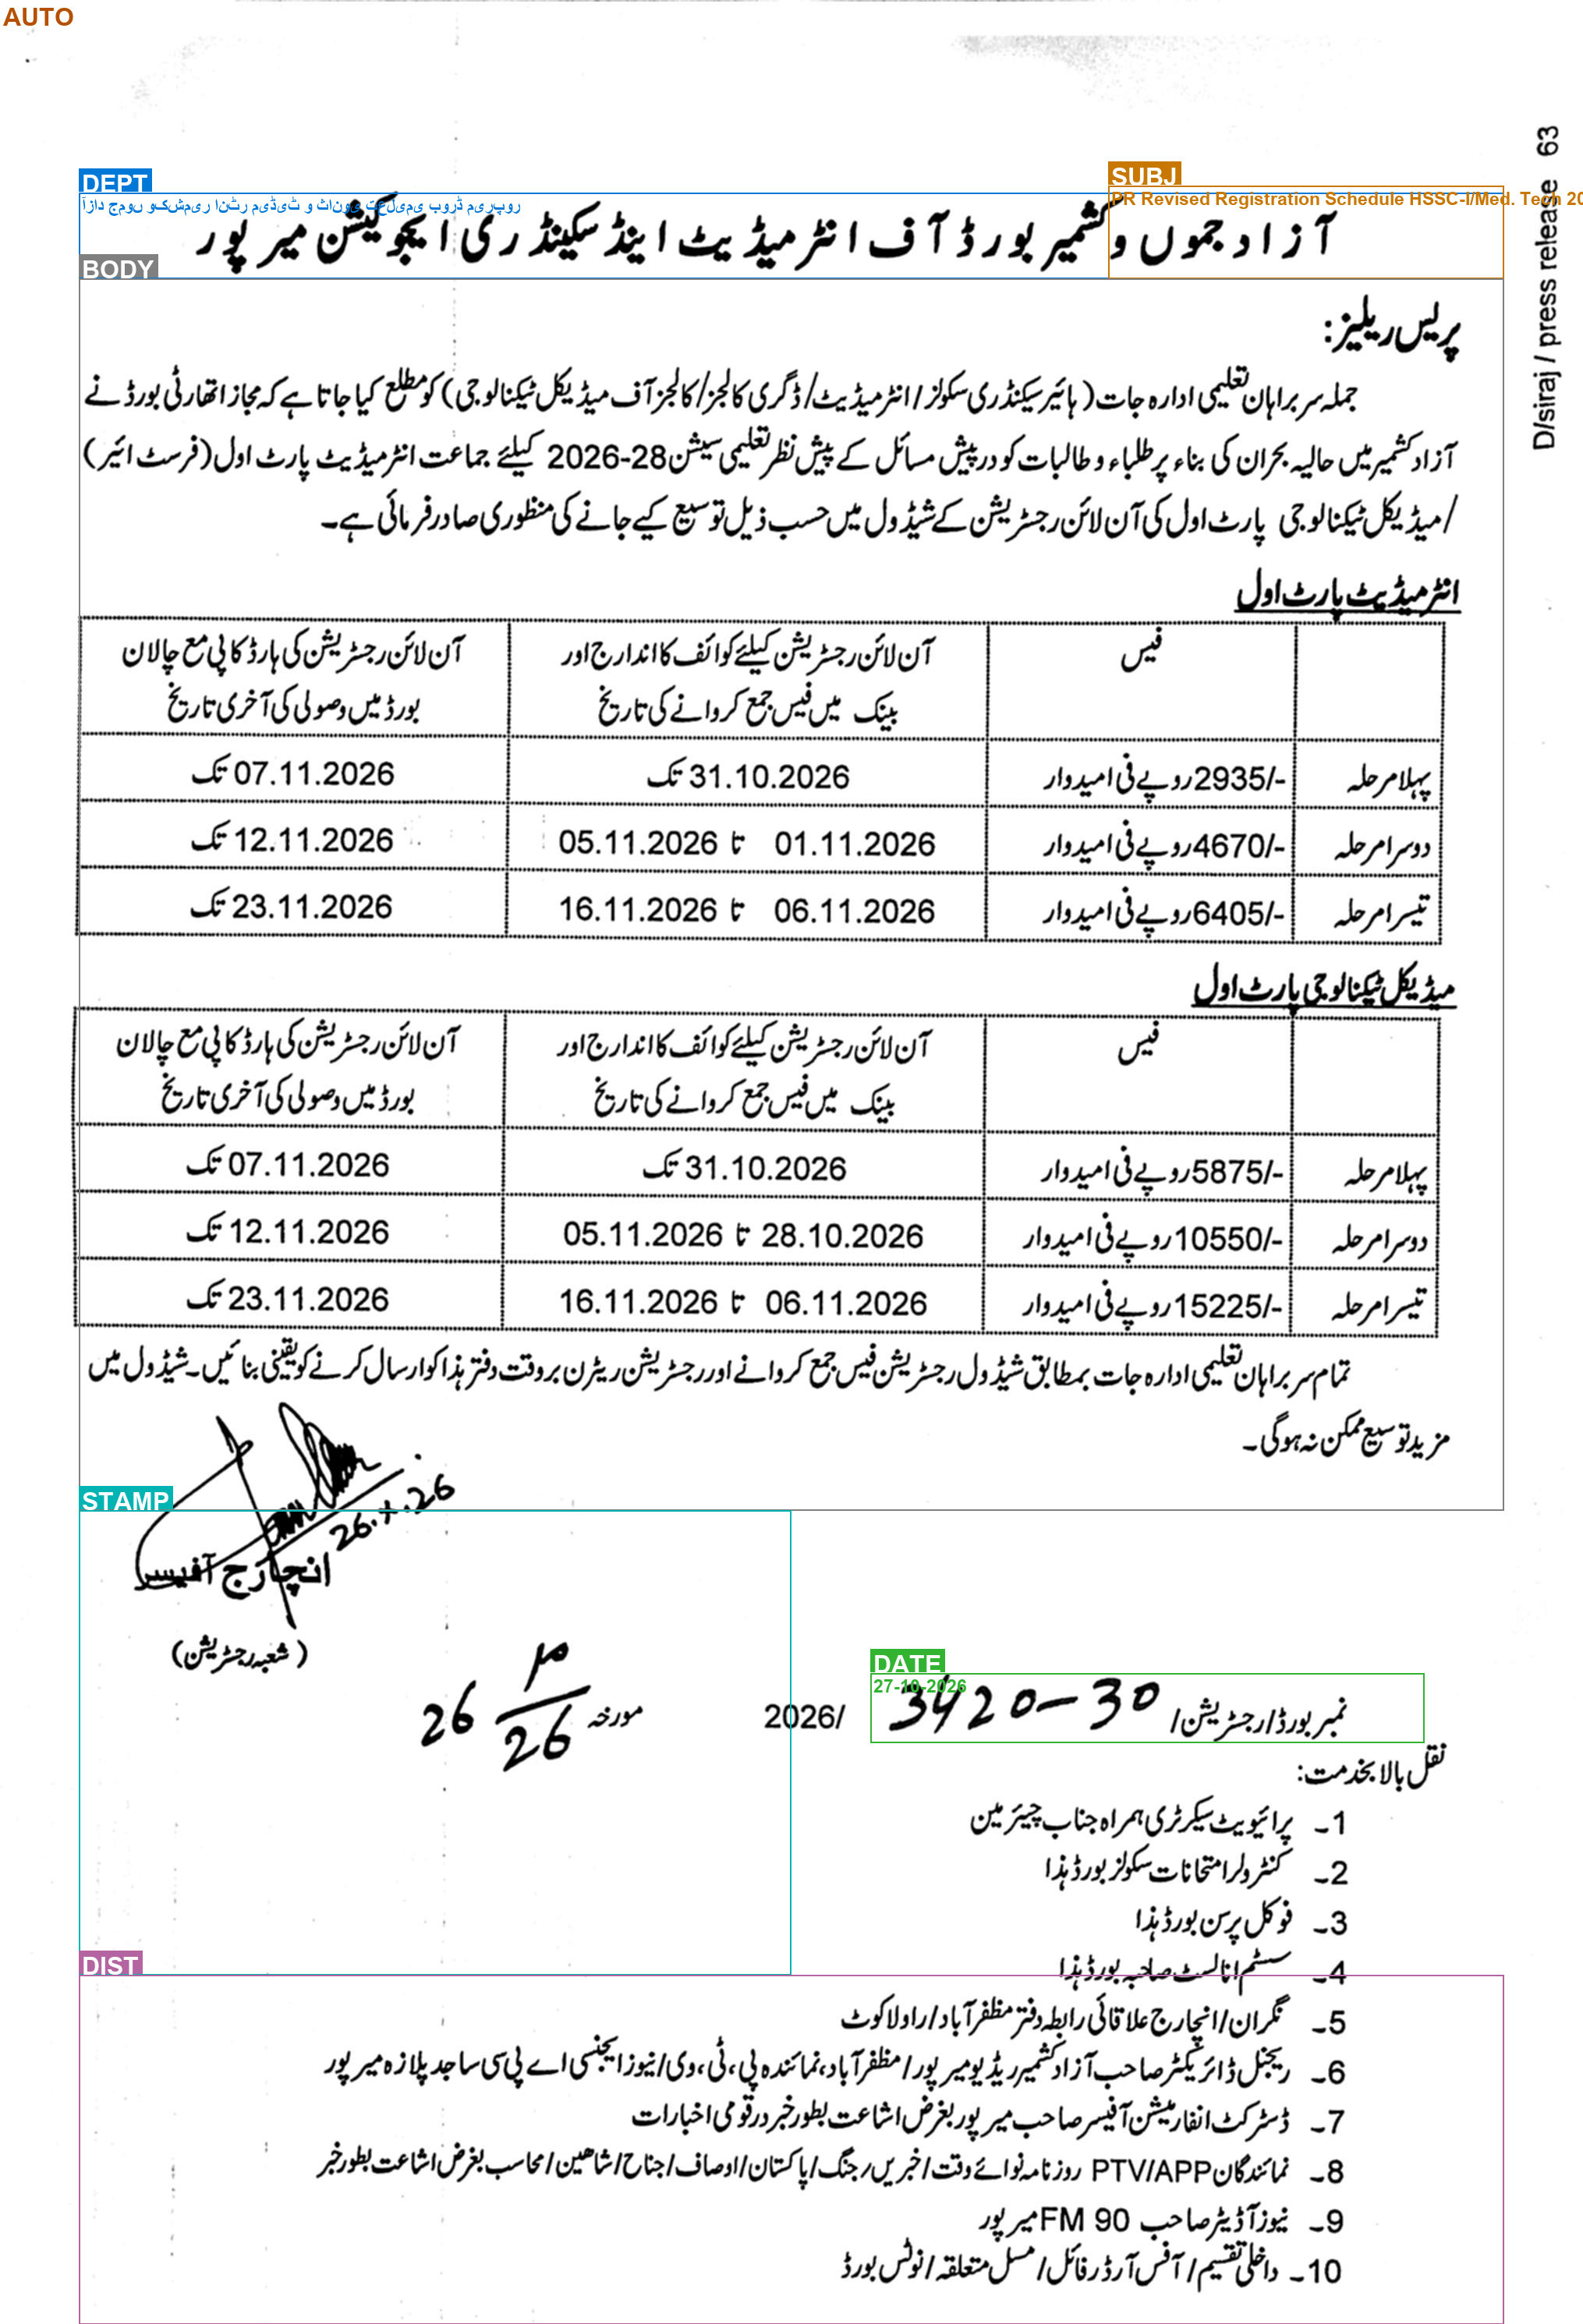 AUTO
DEPT
SUBJ
PR Revised Registration Schedule HSSC-I/Med. Tech 20
آزاد جموں وکشمیر بورڈ آف انٹرمیڈیٹ اینڈ سکینڈری ایجوکیشن میرپور
D/siraj / press release 63
BODY
پریس ریلیز:
جملہ سربراہان تعلیمی ادارہ جات (ہائیر سیکنڈری سکولز/انٹرمیڈیٹ/ڈگری کالجز/کالجز آف میڈیکل ٹیکنالوجی) کو مطلع کیا جاتا ہے کہ مجاز اتھارٹی بورڈ نے
آزاد کشمیر میں حالیہ بحران کی بناء پر طلباء و طالبات کو درپیش مسائل کے پیش نظر تعلیمی سیشن 2026-28 کیلئے جماعت انٹرمیڈیٹ پارٹ اول (فرسٹ ائیر)
/میڈیکل ٹیکنالوجی پارٹ اول کی آن لائن رجسٹریشن کے شیڈول میں حسب ذیل توسیع کیے جانے کی منظوری صادر فرمائی ہے۔
انٹرمیڈیٹ پارٹ اول
فیس | آن لائن رجسٹریشن کیلئے کوائف کا اندارج اور بینک میں فیس جمع کروانے کی تاریخ | آن لائن رجسٹریشن کی ہارڈ کاپی مع چالان بورڈ میں وصولی کی آخری تاریخ
پہلا مرحلہ | 2935/- روپے فی امیدوار | 31.10.2026 تک | 07.11.2026 تک
دوسرا مرحلہ | 4670/- روپے فی امیدوار | 01.11.2026 تا 05.11.2026 | 12.11.2026 تک
تیسرا مرحلہ | 6405/- روپے فی امیدوار | 06.11.2026 تا 16.11.2026 | 23.11.2026 تک
میڈیکل ٹیکنالوجی پارٹ اول
فیس | آن لائن رجسٹریشن کیلئے کوائف کا اندارج اور بینک میں فیس جمع کروانے کی تاریخ | آن لائن رجسٹریشن کی ہارڈ کاپی مع چالان بورڈ میں وصولی کی آخری تاریخ
پہلا مرحلہ | 5875/- روپے فی امیدوار | 31.10.2026 تک | 07.11.2026 تک
دوسرا مرحلہ | 10550/- روپے فی امیدوار | 28.10.2026 تا 05.11.2026 | 12.11.2026 تک
تیسرا مرحلہ | 15225/- روپے فی امیدوار | 06.11.2026 تا 16.11.2026 | 23.11.2026 تک
تمام سربراہان تعلیمی ادارہ جات بمطابق شیڈول رجسٹریشن فیس جمع کروانے اور رجسٹریشن ریٹرن بروقت دفتر ہذا کو ارسال کرنے کو یقینی بنائیں۔ شیڈول میں
مزید توسیع ممکن نہ ہوگی۔
STAMP
26.X.26
انچارج آفیسر
(شعبہ رجسٹریشن)
DATE
27-10-2026
نمبر بورڈ/رجسٹریشن/ 3420-30 /2026 مورخہ 26
نقل بالا بخدمت:
1۔ پرائیویٹ سیکرٹری ہمراہ جناب چیئرمین
2۔ کنٹرولر امتحانات سکولز بورڈ ہذا
3۔ فوکل پرسن بورڈ ہذا
DIST
4۔ سسٹم انالسٹ صاحبہ بورڈ ہذا
5۔ نگران/انچارج علاقائی رابطہ دفتر مظفرآباد/راولاکوٹ
6۔ ریجنل ڈائریکٹر صاحب آزاد کشمیر ریڈیو میرپور/مظفرآباد، نمائندہ پی، ٹی، وی/نیوز ایجنسی اے پی سی ساجد پلازہ میرپور
7۔ ڈسٹرکٹ انفارمیشن آفیسر صاحب میرپور بغرض اشاعت بطور خبر در قومی اخبارات
8۔ نمائندگان PTV/APP روزنامہ نوائے وقت/خبریں/جنگ/پاکستان/اوصاف/جناح/شاھین/محاسب بغرض اشاعت بطور خبر
9۔ نیوز آڈیٹر صاحب FM 90 میرپور
10۔ داخلی تقسیم/آفس آرڈر فائل/مسل متعلقہ/نوٹس بورڈ